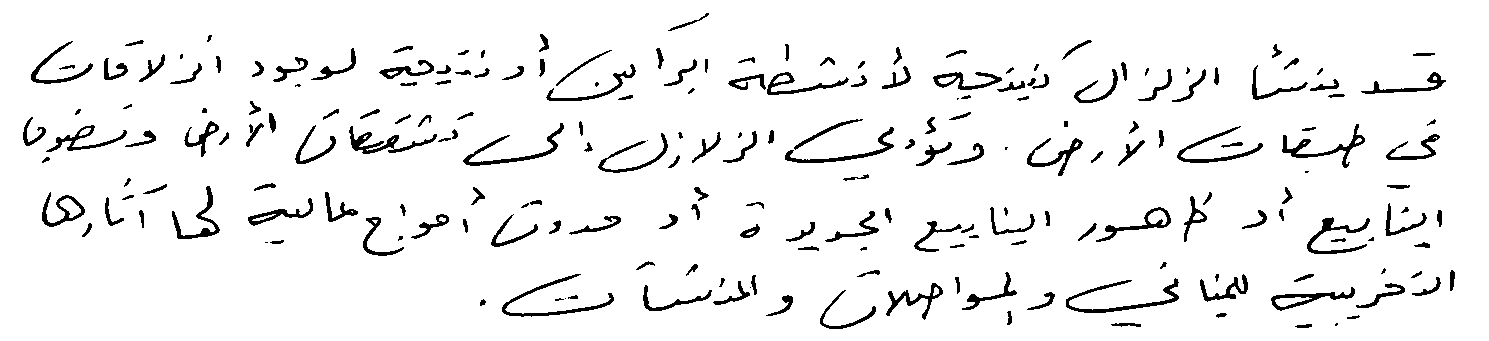 قد ينشأ الزلزال كنتيجة لأنشطة البراكين أو نتيجة لوجود انزلاقات
في طبقات الأرض. وتؤدي الزلازل إلى تشققات الأرض ونضوب
الينابيع أو ظهور الينابيع الجديدة أو حدوث أمواج عالية لها آثارها
التخريبية للمباني والمواصلات والمنشآت.